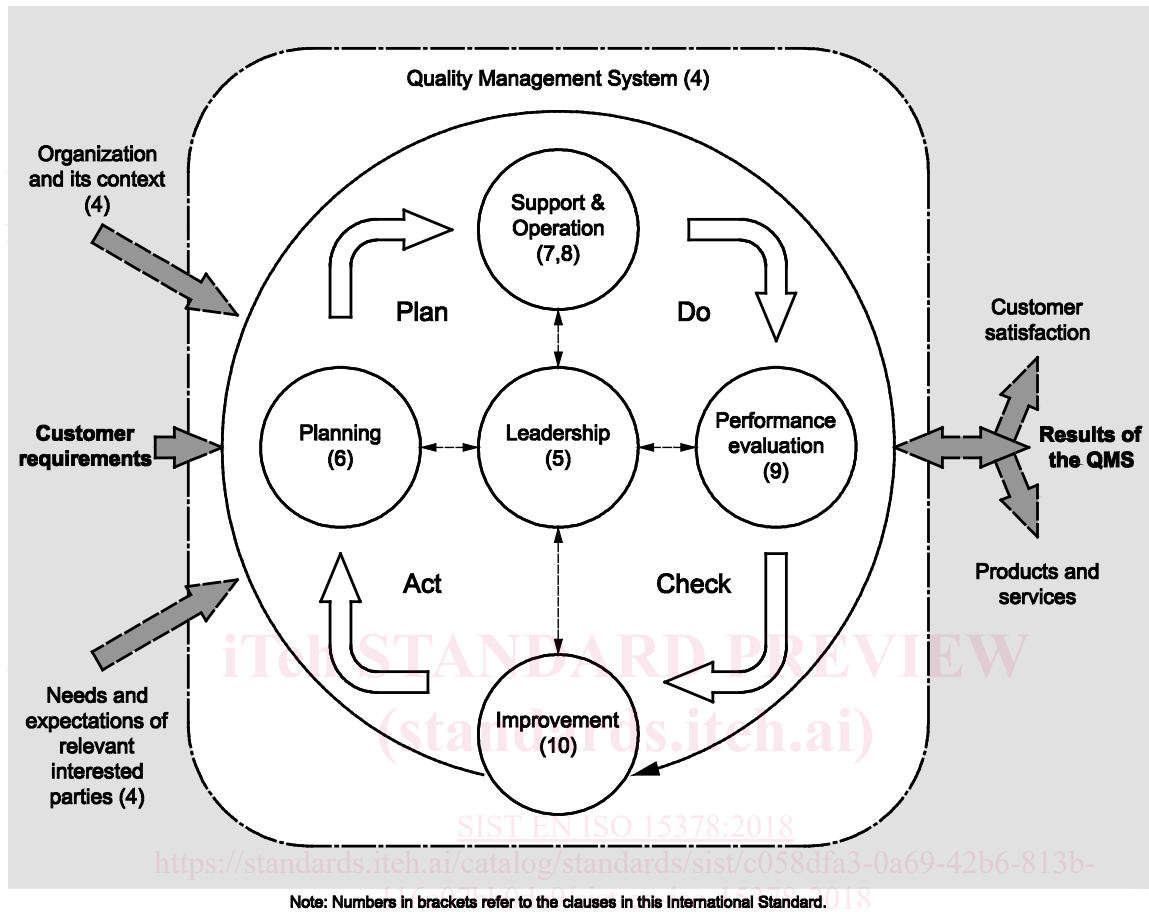 Quality Management System (4)
Organization
and its context
(4)
Support &
Operation
(7,8)
Plan
Do
Customer
satisfaction
Customer
requirements
Planning
(6)
Leadership
(5)
Performance
evaluation
(9)
Results of
the QMS
Act
Check
Products and
services
iTeh STANDARD PREVIEW
(standards.iteh.ai)
Needs and
expectations of
relevant
interested
parties (4)
Improvement
(10)
SIST EN ISO 15378:2018
https://standards.iteh.ai/catalog/standards/sist/c058dfa3-0a69-42b6-813b-
Note: Numbers in brackets refer to the clauses in this International Standard.